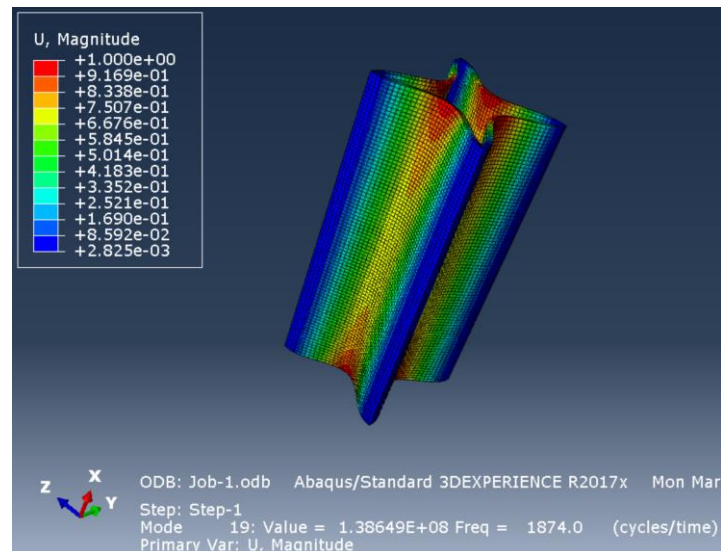 U, Magnitude
+1.000e+00
+9.169e-01
+8.338e-01
+7.507e-01
+6.676e-01
+5.845e-01
+5.014e-01
+4.183e-01
+3.352e-01
+2.521e-01
+1.690e-01
+8.592e-02
+2.825e-03
Z X Y
ODB: Job-1.odb Abaqus/Standard 3DEXPERIENCE R2017x Mon Mar
Step: Step-1
Mode 19: Value = 1.38649E+08 Freq = 1874.0 (cycles/time)
Primary Var: U, Magnitude